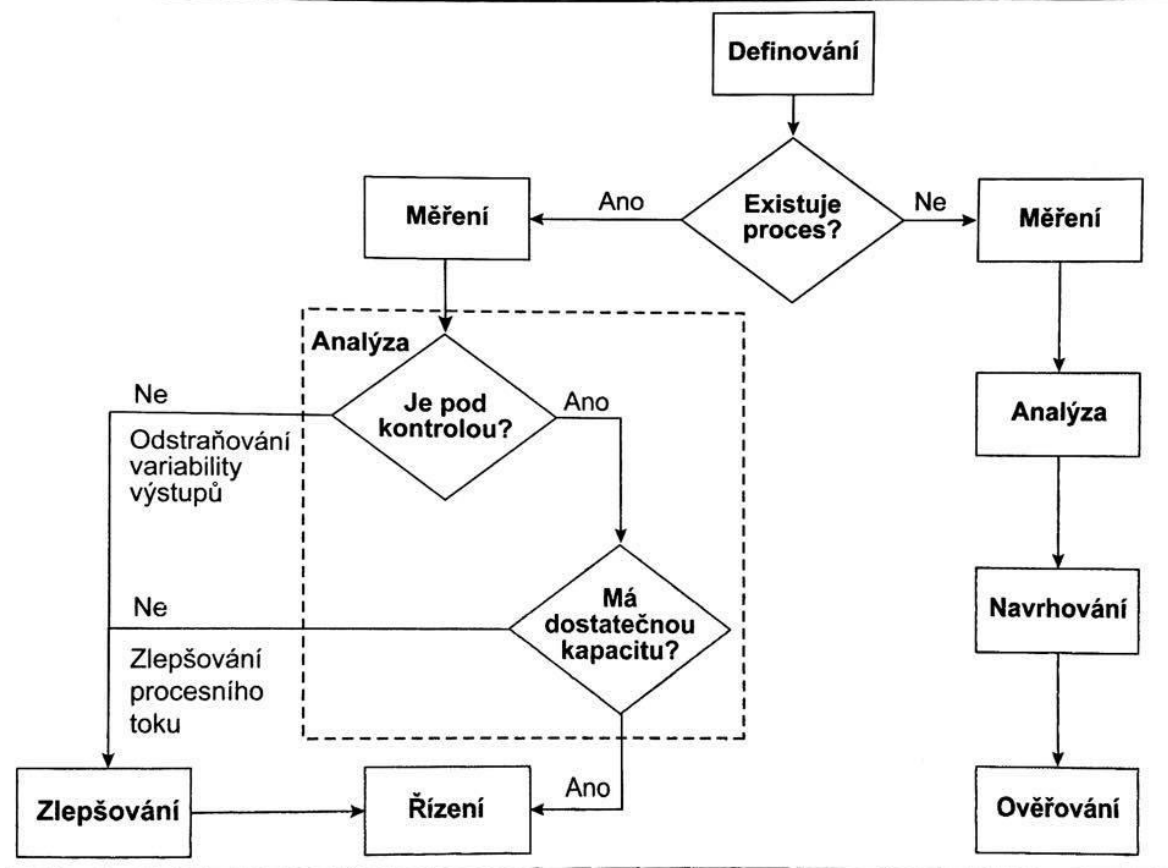 Definování
Existuje
proces?
Ano
Ne
Měření
Měření
Analýza
Je pod
kontrolou?
Ne
Ano
Odstraňování
variability
výstupů
Analýza
Má
dostatečnou
kapacitu?
Ne
Zlepšování
procesního
toku
Navrhování
Ano
Zlepšování
Řízení
Ověřování